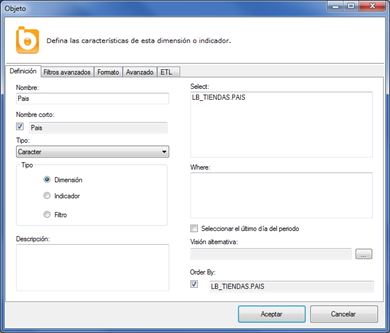 Objeto
Defina las características de esta dimensión o indicador.
Definición Filtros avanzados Formato Avanzado ETL
Nombre:
Pais
Nombre corto:
Pais
Tipo:
Caracter
Tipo
Dimensión
Indicador
Filtro
Descripción:
Select:
LB_TIENDAS.PAIS
Where:
Seleccionar el último día del periodo
Visión alternativa:
...
Order By:
LB_TIENDAS.PAIS
Aceptar Cancelar